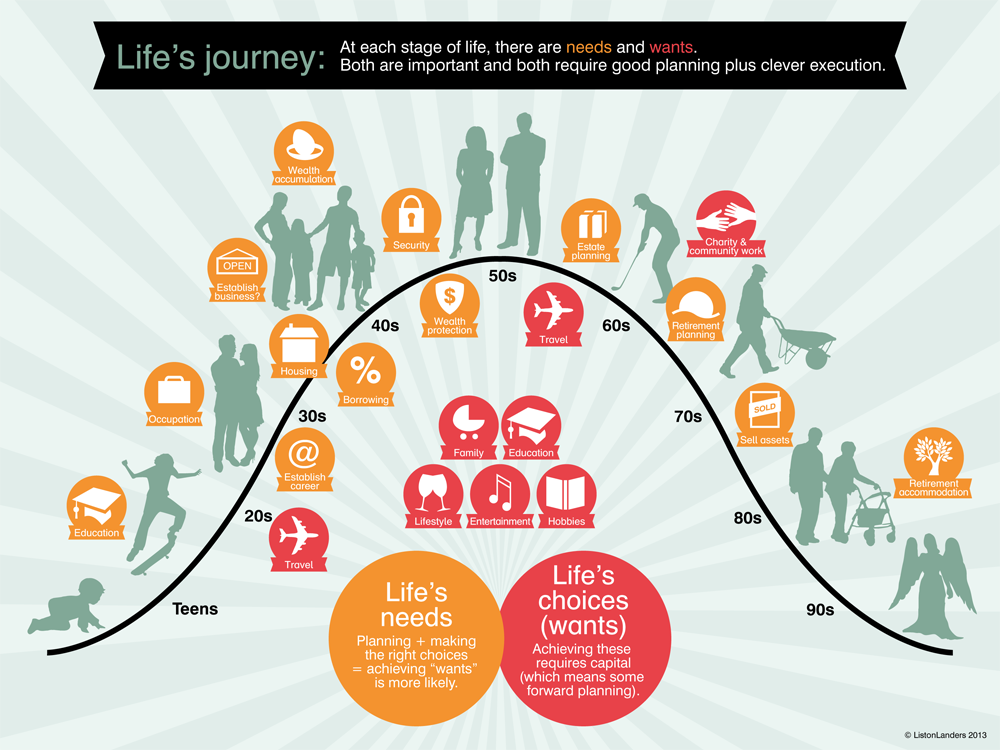 Life's journey:
At each stage of life, there are needs and wants.
Both are important and both require good planning plus clever execution.
Wealth
accumulation
Security
Estate
planning
Charity &
community work
OPEN
Establish
business?
50s
$
Wealth
protection
Travel
40s
60s
Retirement
planning
Housing
%
Borrowing
Occupation
30s
70s
SOLD
Sell assets
Family
Education
@
Establish
career
Retirement
accommodation
Education
20s
Lifestyle
Entertainment
Hobbies
80s
Travel
Teens
90s
Life's
needs
Planning + making
the right choices
= achieving “wants”
is more likely.
Life's
choices
(wants)
Achieving these
requires capital
(which means some
forward planning).
© ListonLanders 2013